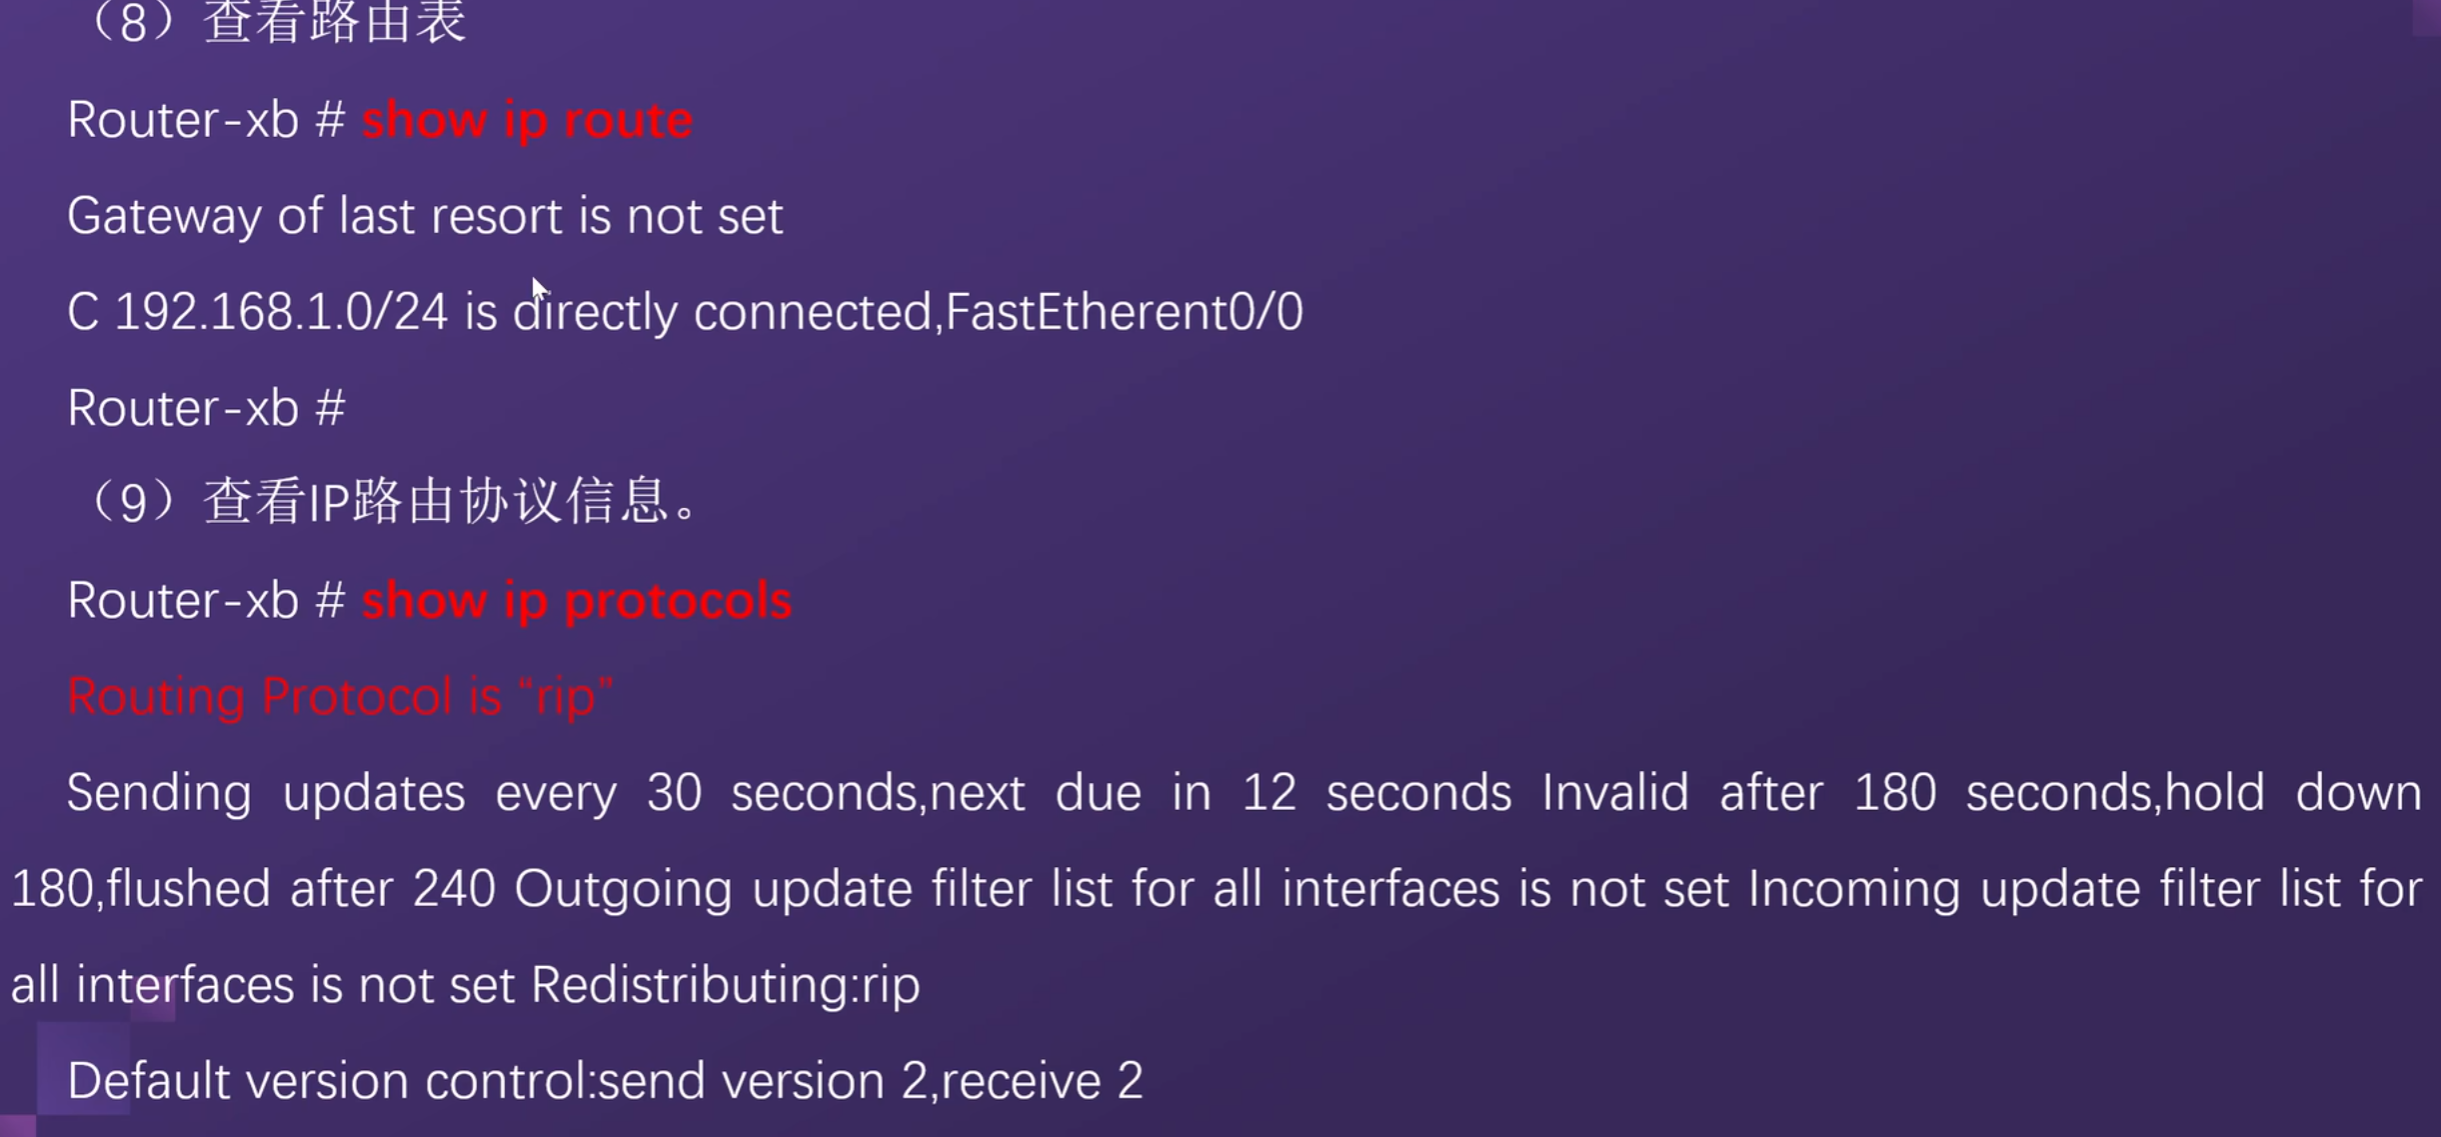 （8）查看路由表
Router-xb # show ip route
Gateway of last resort is not set
C 192.168.1.0/24 is directly connected,FastEtherent0/0
Router-xb #
（9）查看IP路由协议信息。
Router-xb # show ip protocols
Routing Protocol is “rip”
Sending updates every 30 seconds,next due in 12 seconds Invalid after 180 seconds,hold down
180,flushed after 240 Outgoing update filter list for all interfaces is not set Incoming update filter list for
all interfaces is not set Redistributing:rip
Default version control:send version 2,receive 2